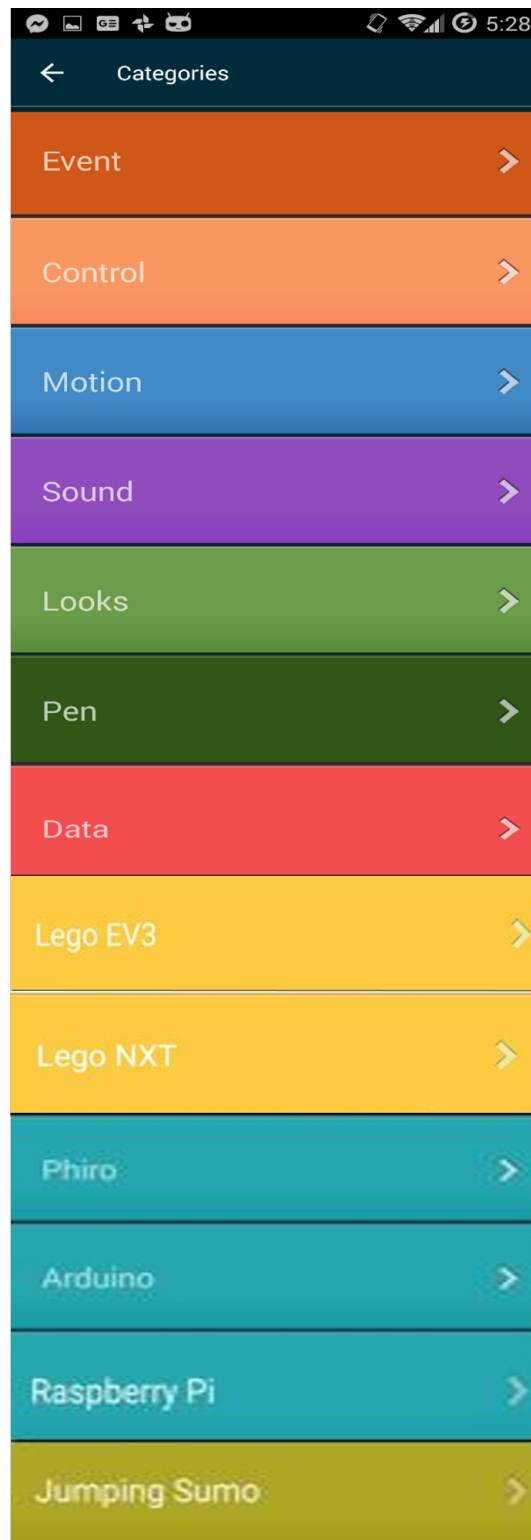 5:28
Categories
Event
Control
Motion
Sound
Looks
Pen
Data
Lego EV3
Lego NXT
Phiro
Arduino
Raspberry Pi
Jumping Sumo